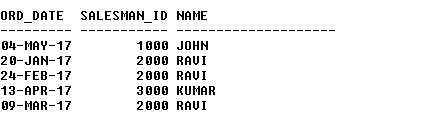 ORD_DATE  SALESMAN_ID NAME
--------- ----------- --------------------
04-MAY-17        1000 JOHN
20-JAN-17        2000 RAVI
24-FEB-17        2000 RAVI
13-APR-17        3000 KUMAR
09-MAR-17        2000 RAVI